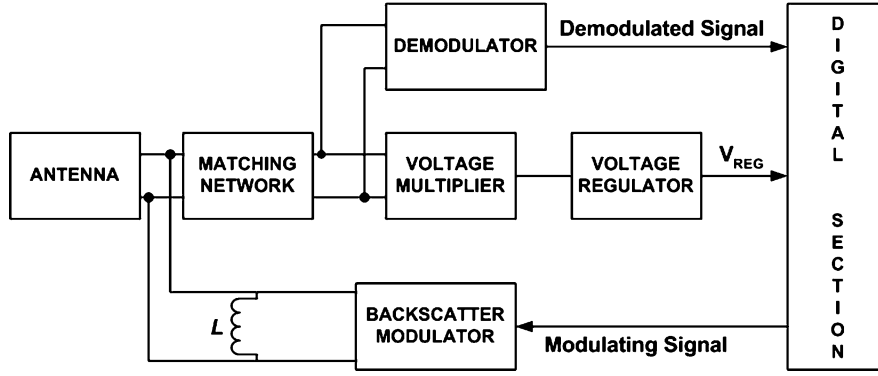 DEMODULATOR
Demodulated Signal
ANTENNA
MATCHING
NETWORK
VOLTAGE
MULTIPLIER
VOLTAGE
REGULATOR
VREG
DIGITAL SECTION
L
BACKSCATTER
MODULATOR
Modulating Signal